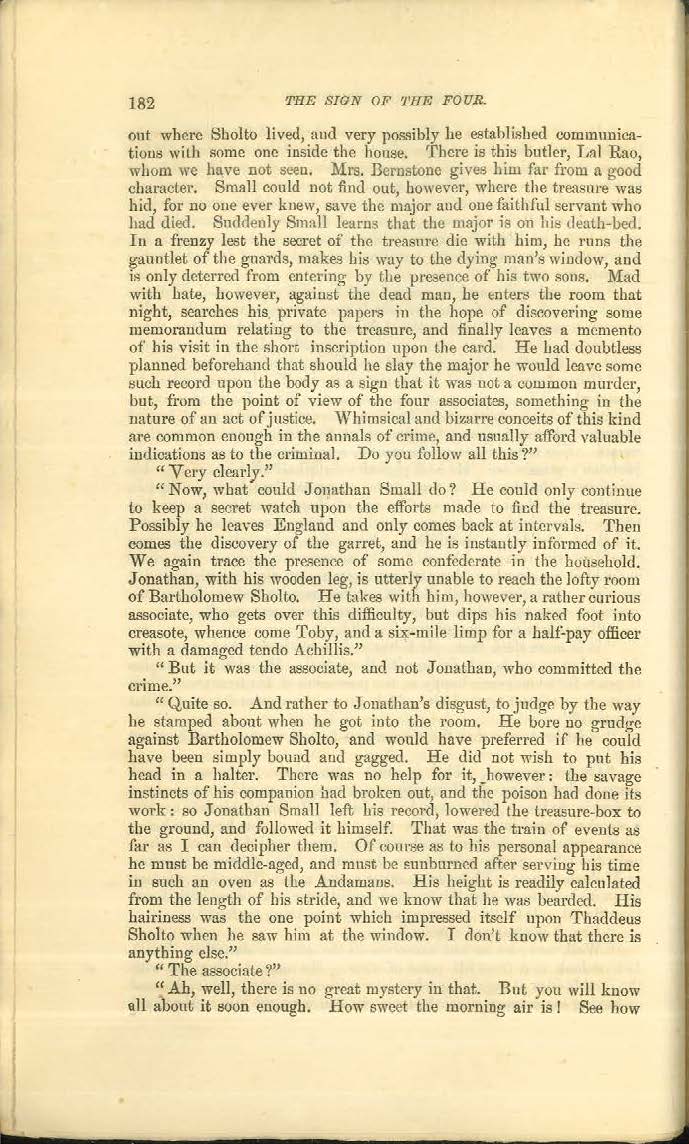 182 THE SIGN OF THE FOUR.
out where Sholto lived, and very possibly he established communica-
tions with some one inside the house. There is this butler, Lal Rao,
whom we have not seen. Mrs. Bernstone gives him far from a good
character. Small could not find out, however, where the treasure was
hid, for no one ever knew, save the major and one faithful servant who
had died. Suddenly Small learns that the major is on his death-bed.
In a frenzy lest the secret of the treasure die with him, he runs the
gauntlet of the guards, makes his way to the dying man's window, and
is only deterred from entering by the presence of his two sons. Mad
with hate, however, against the dead man, he enters the room that
night, searches his private papers in the hope of discovering some
memorandum relating to the treasure, and finally leaves a memento
of his visit in the short inscription upon the card. He had doubtless
planned beforehand that should he slay the major he would leave some
such record upon the body as a sign that it was not a common murder,
but, from the point of view of the four associates, something in the
nature of an act of justice. Whimsical and bizarre conceits of this kind
are common enough in the annals of crime, and usually afford valuable
indications as to the criminal. Do you follow all this?"
"Very clearly."
"Now, what could Jonathan Small do? He could only continue
to keep a secret watch upon the efforts made to find the treasure.
Possibly he leaves England and only comes back at intervals. Then
comes the discovery of the garret, and he is instantly informed of it.
We again trace the presence of some confederate in the household.
Jonathan, with his wooden leg, is utterly unable to reach the lofty room
of Bartholomew Sholto. He takes with him, however, a rather curious
associate, who gets over this difficulty, but dips his naked foot into
creasote, whence come Toby, and a six-mile limp for a half-pay officer
with a damaged tendo Achillis."
"But it was the associate, and not Jonathan, who committed the
crime."
"Quite so. And rather to Jonathan's disgust, to judge by the way
he stamped about when he got into the room. He bore no grudge
against Bartholomew Sholto, and would have preferred if he could
have been simply bound and gagged. He did not wish to put his
head in a halter. There was no help for it, however: the savage
instincts of his companion had broken out, and the poison had done its
work: so Jonathan Small left his record, lowered the treasure-box to
the ground, and followed it himself. That was the train of events as
far as I can decipher them. Of course as to his personal appearance
he must be middle-aged, and must be sunburned after serving his time
in such an oven as the Andamans. His height is readily calculated
from the length of his stride, and we know that he was bearded. His
hairiness was the one point which impressed itself upon Thaddeus
Sholto when he saw him at the window. I don't know that there is
anything else."
"The associate?"
"Ah, well, there is no great mystery in that. But you will know
all about it soon enough. How sweet the morning air is! See how